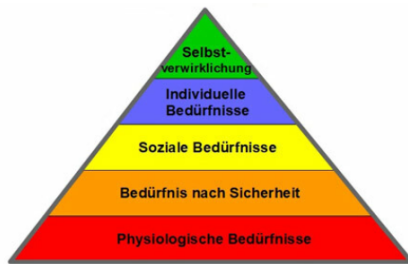 Selbst-
verwirklichung
Individuelle
Bedürfnisse
Soziale Bedürfnisse
Bedürfnis nach Sicherheit
Physiologische Bedürfnisse